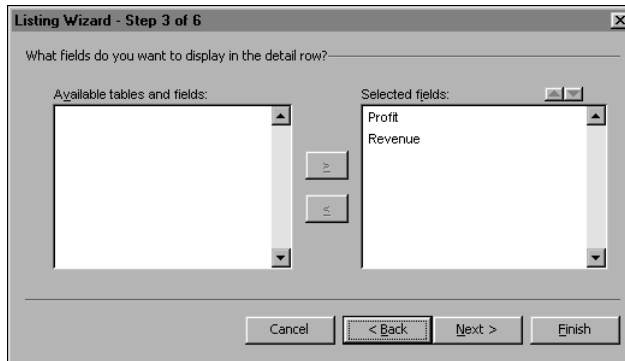 Listing Wizard - Step 3 of 6
What fields do you want to display in the detail row?
Available tables and fields:
Selected fields:
Profit
Revenue
≥
≤
Cancel
< Back
Next >
Finish